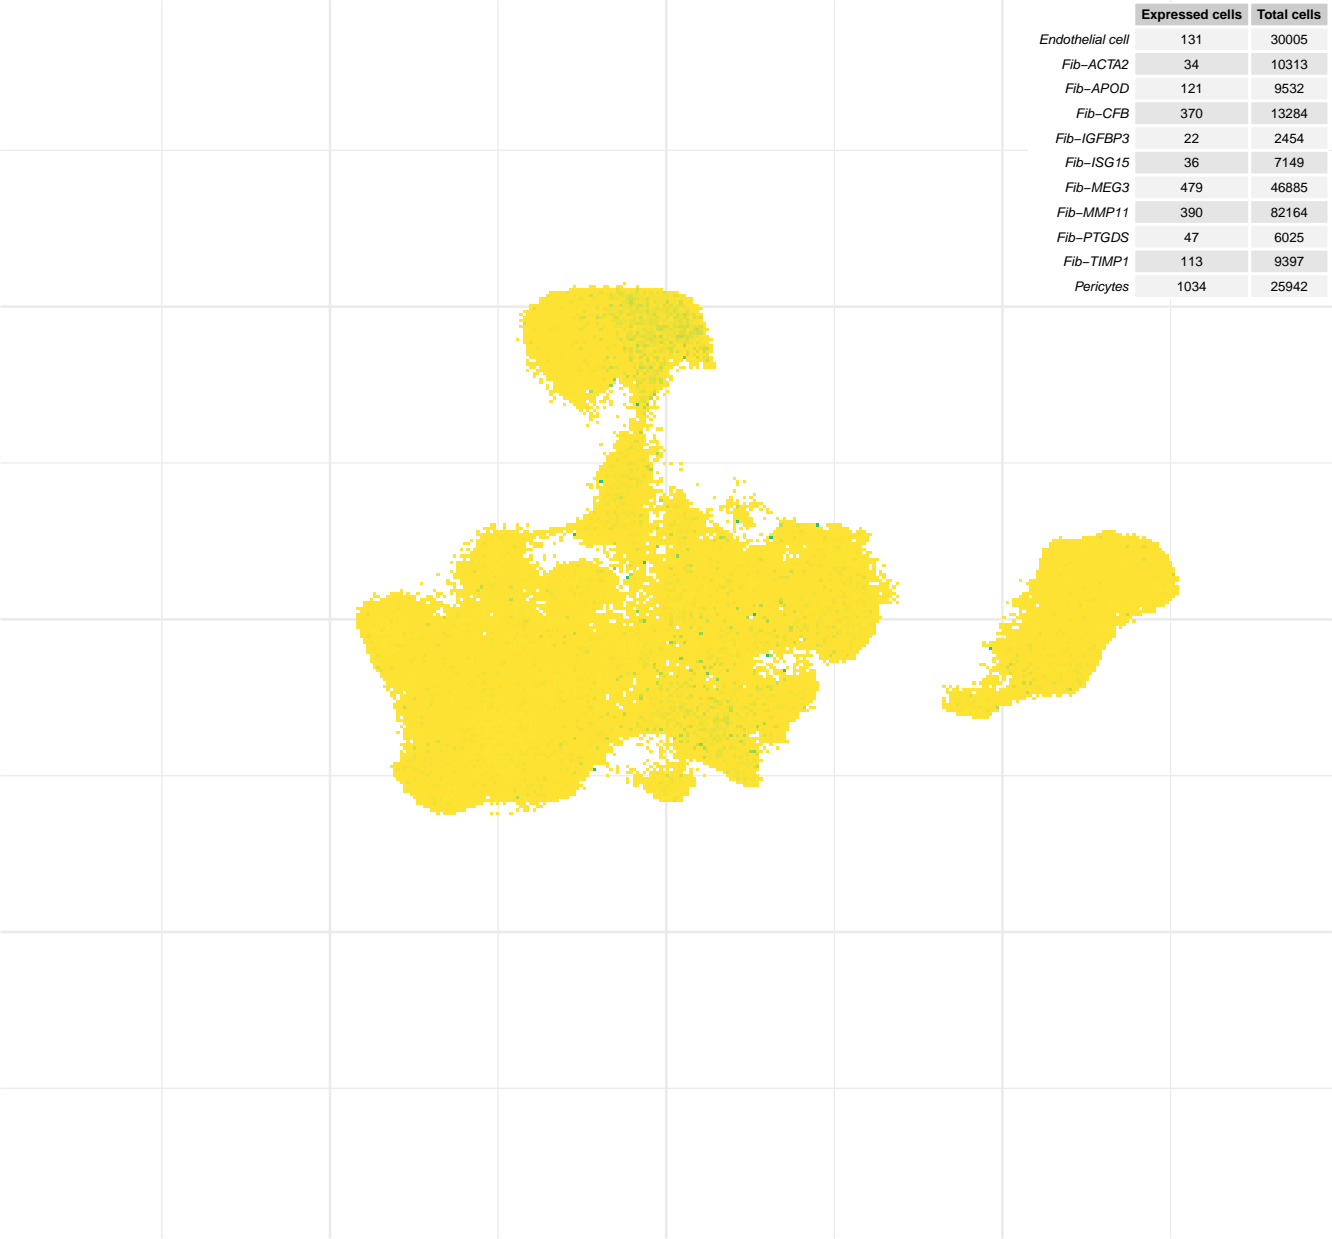 Expressed cells Total cells
Endothelial cell 131 30005
Fib−ACTA2 34 10313
Fib−APOD 121 9532
Fib−CFB 370 13284
Fib−IGFBP3 22 2454
Fib−ISG15 36 7149
Fib−MEG3 479 46885
Fib−MMP11 390 82164
Fib−PTGDS 47 6025
Fib−TIMP1 113 9397
Pericytes 1034 25942